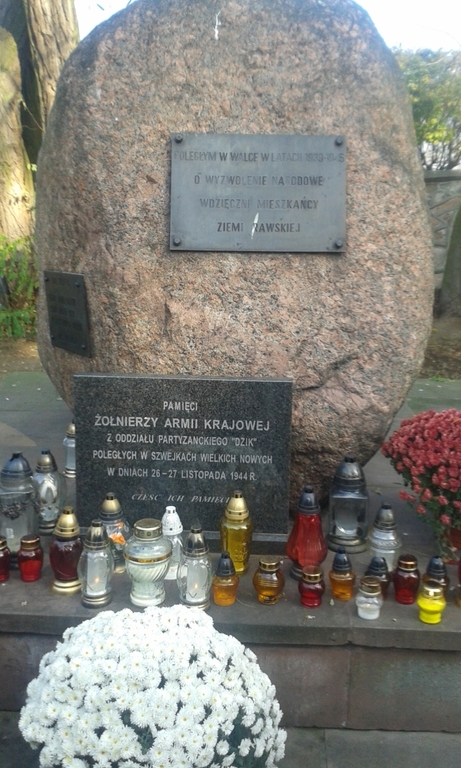 POLEGŁYM W WALCE W LATACH 1939-1945
O WYZWOLENIE NARODOWE
WDZIĘCZNI MIESZKAŃCY
ZIEMI RAWSKIEJ
PAMIĘCI
ŻOŁNIERZY ARMII KRAJOWEJ
Z ODDZIAŁU PARTYZANCKIEGO "DZIK"
POLEGŁYCH W SZWEJKACH WIELKICH NOWYCH
W DNIACH 26-27 LISTOPADA 1944 R.
CZEŚĆ ICH PAMIĘCI